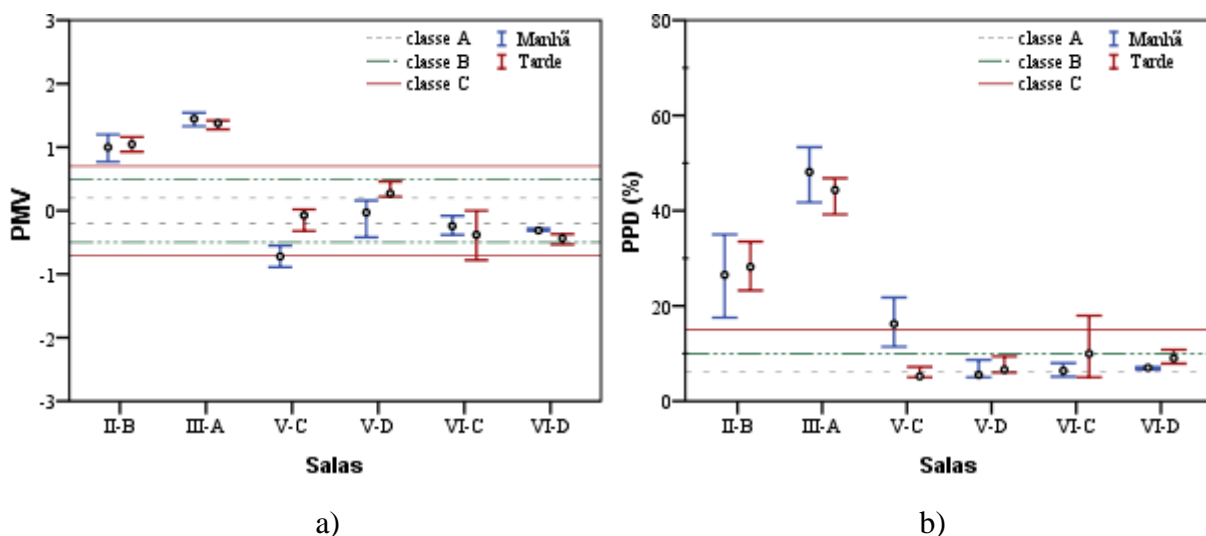 3
2
1
0
-1
-2
-3
PMV
classe A
classe B
classe C
Manhã
Tarde
II-B III-A V-C V-D VI-C VI-D
Salas
a)
80
60
40
20
0
PPD (%)
classe A
classe B
classe C
Manhã
Tarde
II-B III-A V-C V-D VI-C VI-D
Salas
b)